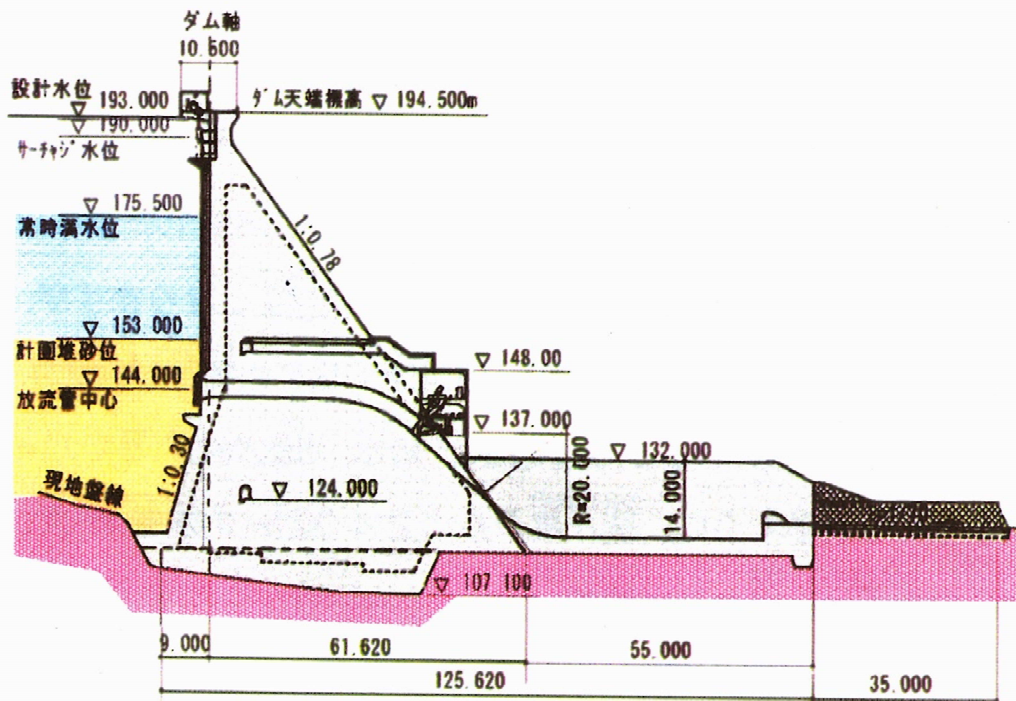 ダム軸
10.500
設計水位
▽ 193.000
ダム天端標高 ▽ 194.500m
▽ 190.000
サーチャジ水位
▽ 175.500
常時満水位
1:0.78
▽ 153.000
計画堆砂位
▽ 148.00
▽ 144.000
放流管中心
▽ 137.000
▽ 132.000
1:0.30
R=20.000
14.000
現地盤線
▽ 124.000
▽ 107.100
9.000
61.620
55.000
125.620
35.000